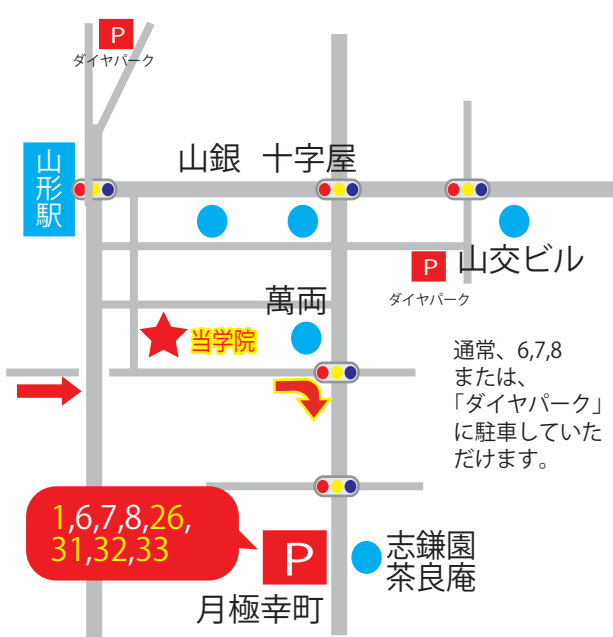 P
ダイヤパーク
山形駅
山銀
十字屋
P
山交ビル
ダイヤパーク
萬両
当学院
通常、6,7,8
または、
「ダイヤパーク」
に駐車していた
だけます。
1,6,7,8,26,
31,32,33
P
月極幸町
志鎌園
茶良庵